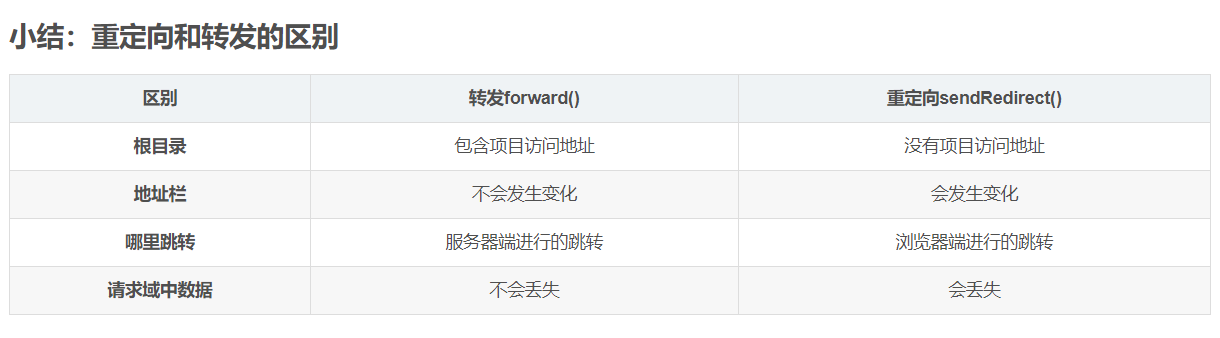 小结：重定向和转发的区别
区别 转发forward() 重定向sendRedirect()
根目录 包含项目访问地址 没有项目访问地址
地址栏 不会发生变化 会发生变化
哪里跳转 服务器端进行的跳转 浏览器端进行的跳转
请求域中数据 不会丢失 会丢失